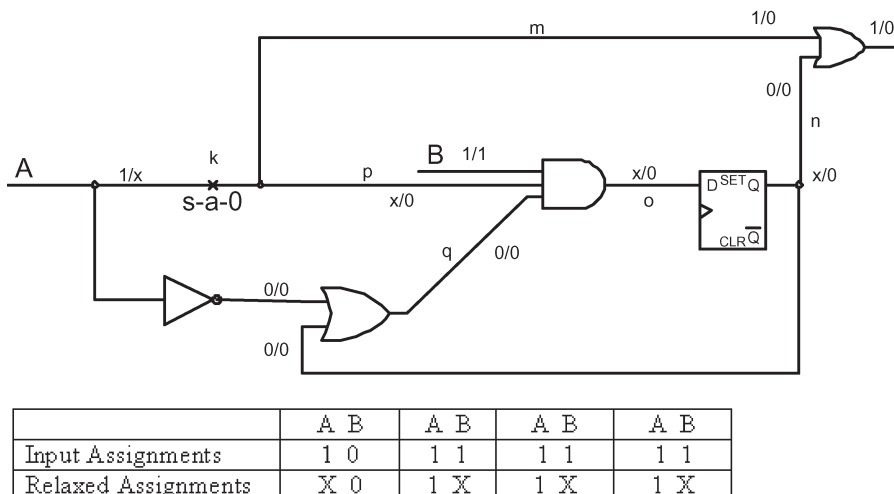 m
1/0
1/0
0/0
n
k
A
1/x
s-a-0
p
x/0
B 1/1
x/0
o
D SET Q
CLR Q
x/0
q
0/0
0/0
0/0
A B A B A B A B
Input Assignments 1 0 1 1 1 1 1 1
Relaxed Assignments X 0 1 X 1 X 1 X